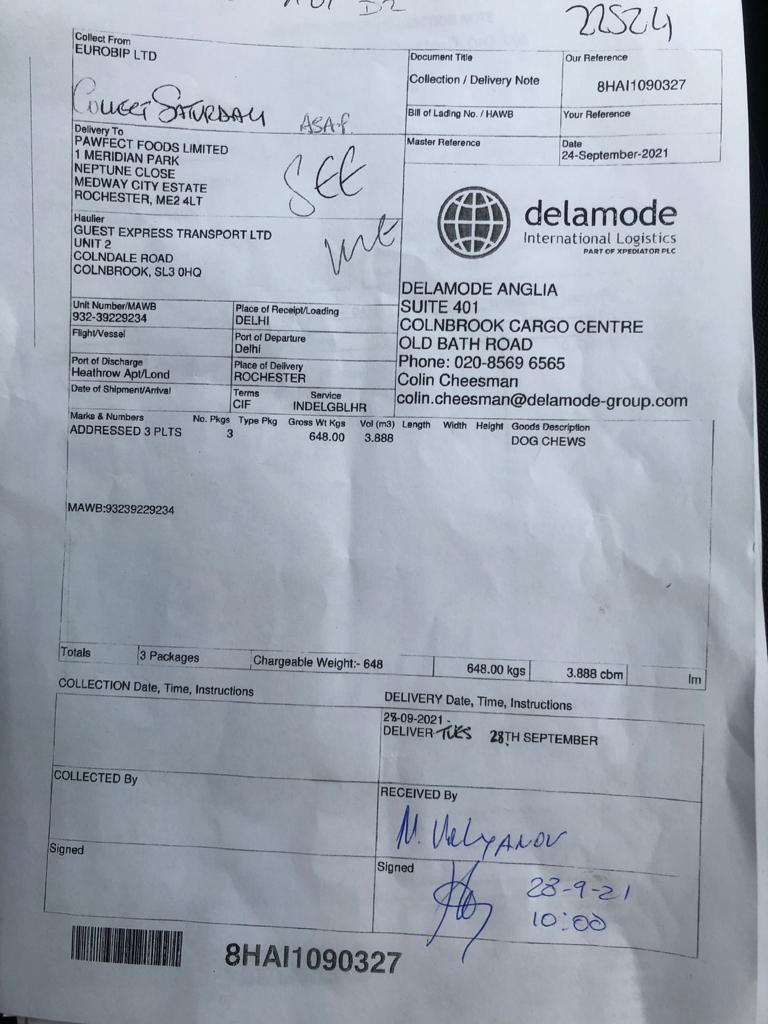 22524
Collect From
EUROBIP LTD
COLLECT SATURDAY
ASAP.
Document Title
Collection / Delivery Note
Our Reference
8HAI1090327
Bill of Lading No. / HAWB
Your Reference
Master Reference
Date
24-September-2021
Delivery To
PAWFECT FOODS LIMITED
1 MERIDIAN PARK
NEPTUNE CLOSE
MEDWAY CITY ESTATE
ROCHESTER, ME2 4LT
SEE
ME
Haulier
GUEST EXPRESS TRANSPORT LTD
UNIT 2
COLNDALE ROAD
COLNBROOK, SL3 0HQ
delamode
International Logistics
PART OF XPEDIATOR PLC
DELAMODE ANGLIA
SUITE 401
COLNBROOK CARGO CENTRE
OLD BATH ROAD
Phone: 020-8569 6565
Colin Cheesman
colin.cheesman@delamode-group.com
Unit Number/MAWB
932-39229234
Place of Receipt/Loading
DELHI
Flight/Vessel
Port of Departure
Delhi
Port of Discharge
Heathrow Apt/Lond
Place of Delivery
ROCHESTER
Date of Shipment/Arrival
Terms
CIF
Service
INDELGBLHR
Marks & Numbers No. Pkgs Type Pkg Gross Wt Kgs Vol (m3) Length Width Height Goods Description
ADDRESSED 3 PLTS 3 648.00 3.888 DOG CHEWS
MAWB:93239229234
Totals 3 Packages Chargeable Weight:- 648 648.00 kgs 3.888 cbm lm
COLLECTION Date, Time, Instructions
DELIVERY Date, Time, Instructions
28-09-2021 -
DELIVER TUES 28TH SEPTEMBER
COLLECTED By
RECEIVED By
Signed
Signed
28-9-21
10:00
8HAI1090327